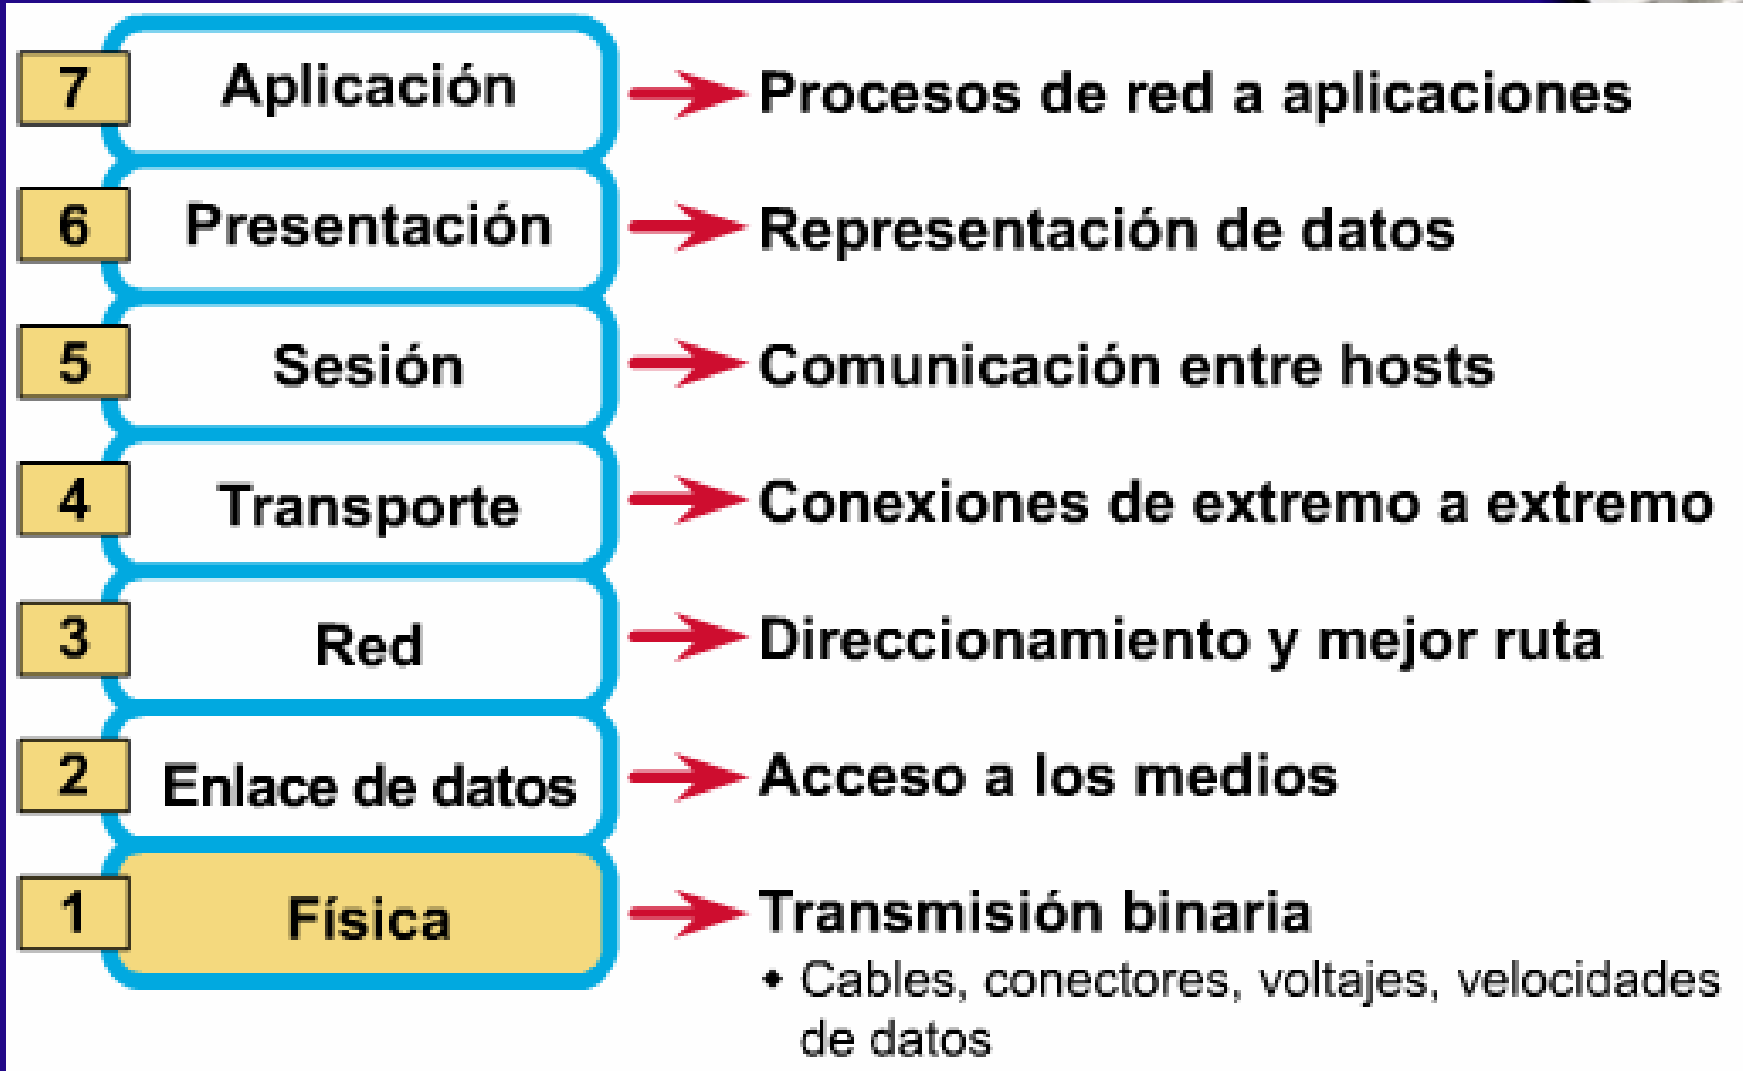 7 Aplicación Procesos de red a aplicaciones
6 Presentación Representación de datos
5 Sesión Comunicación entre hosts
4 Transporte Conexiones de extremo a extremo
3 Red Direccionamiento y mejor ruta
2 Enlace de datos Acceso a los medios
1 Física Transmisión binaria
Cables, conectores, voltajes, velocidades
de datos